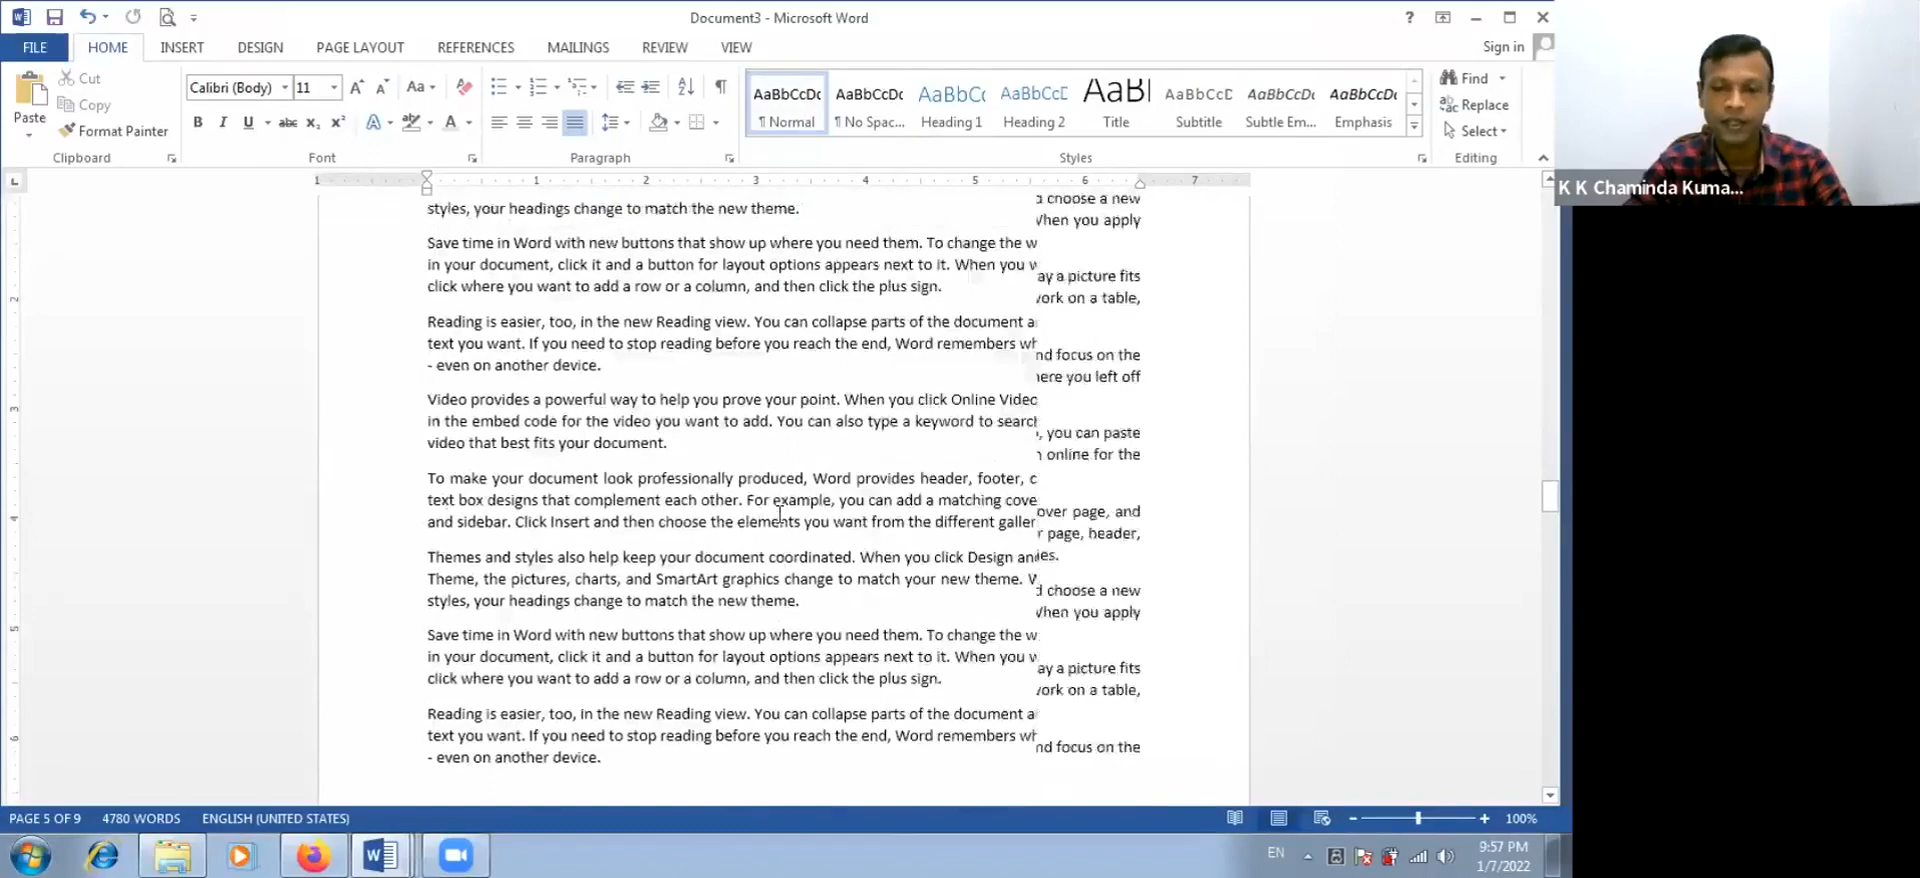 Document3 - Microsoft Word
FILE HOME INSERT DESIGN PAGE LAYOUT REFERENCES MAILINGS REVIEW VIEW
Sign in
Paste
Cut
Copy
Format Painter
Clipboard
Calibri (Body) 11
Font
Paragraph
AaBbCcDc AaBbCcDc AaBbCc AaBbCcD AaBl AaBbCcD AaBbCcDc AaBbCcDc
¶ Normal ¶ No Spac... Heading 1 Heading 2 Title Subtitle Subtle Em... Emphasis
Styles
Find
Replace
Select
Editing
K K Chaminda Kuma...
1 1 2 3 4 5 6 7
d choose a new
styles, your headings change to match the new theme.
When you apply
Save time in Word with new buttons that show up where you need them. To change the w
in your document, click it and a button for layout options appears next to it. When you w
ay a picture fits
click where you want to add a row or a column, and then click the plus sign.
work on a table,
Reading is easier, too, in the new Reading view. You can collapse parts of the document a
text you want. If you need to stop reading before you reach the end, Word remembers wh
nd focus on the
- even on another device.
here you left off
Video provides a powerful way to help you prove your point. When you click Online Video
in the embed code for the video you want to add. You can also type a keyword to search
, you can paste
video that best fits your document.
n online for the
To make your document look professionally produced, Word provides header, footer, c
text box designs that complement each other. For example, you can add a matching cove
over page, and
and sidebar. Click Insert and then choose the elements you want from the different galler
r page, header,
ies.
Themes and styles also help keep your document coordinated. When you click Design and
Theme, the pictures, charts, and SmartArt graphics change to match your new theme. W
d choose a new
styles, your headings change to match the new theme.
When you apply
Save time in Word with new buttons that show up where you need them. To change the w
in your document, click it and a button for layout options appears next to it. When you w
ay a picture fits
click where you want to add a row or a column, and then click the plus sign.
work on a table,
Reading is easier, too, in the new Reading view. You can collapse parts of the document a
text you want. If you need to stop reading before you reach the end, Word remembers wh
nd focus on the
- even on another device.
2
3
4
5
6
PAGE 5 OF 9 4780 WORDS ENGLISH (UNITED STATES)
100%
EN
9:57 PM
1/7/2022